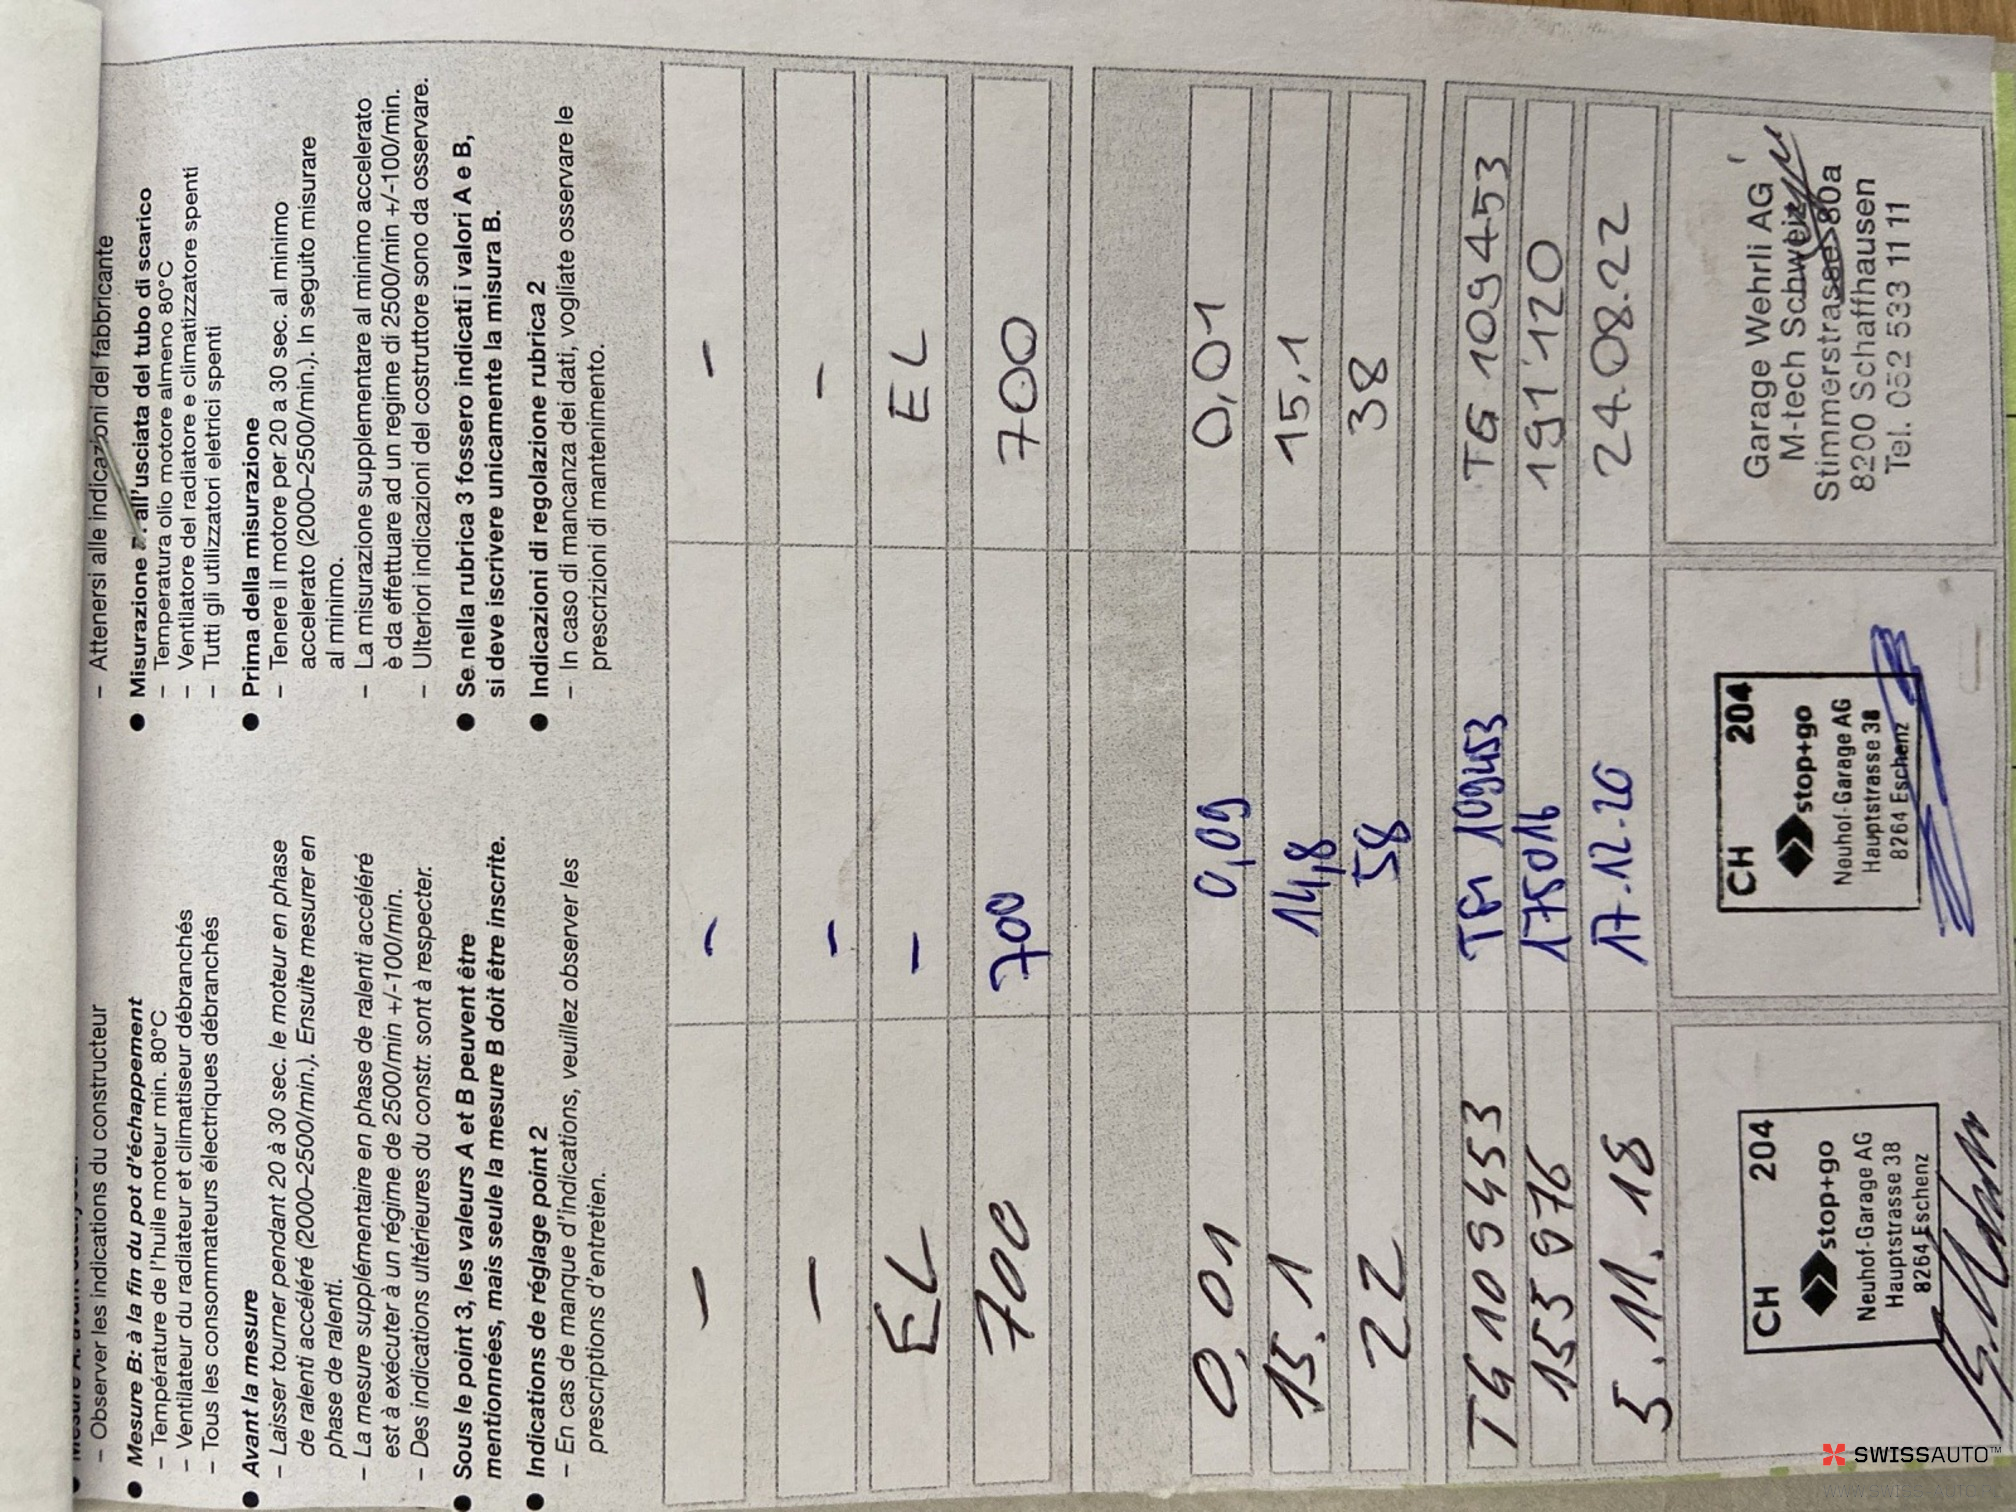 – Observer les indications du constructeur
● Mesure B: à la fin du pot d'échappement
– Température de l'huile moteur min. 80°C
– Ventilateur du radiateur et climatiseur débranchés
– Tous les consommateurs électriques débranchés
● Avant la mesure
– Laisser tourner pendant 20 à 30 sec. le moteur en phase
de ralenti accéléré (2000–2500/min.). Ensuite mesurer en
phase de ralenti.
– La mesure supplémentaire en phase de ralenti accéléré
est à exécuter à un régime de 2500/min +/-100/min.
– Des indications ultérieures du constr. sont à respecter.
● Sous le point 3, les valeurs A et B peuvent être
mentionnées, mais seule la mesure B doit être inscrite.
● Indications de réglage point 2
– En cas de manque d'indications, veuillez observer les
prescriptions d'entretien.
– Attenersi alle indicazioni del fabbricante
● Misurazione all'usciata del tubo di scarico
– Temperatura olio motore almeno 80°C
– Ventilatore del radiatore e climatizzatore spenti
– Tutti gli utilizzatori eletrici spenti
● Prima della misurazione
– Tenere il motore per 20 a 30 sec. al minimo
accelerato (2000–2500/min.). In seguito misurare
al minimo.
– La misurazione supplementare al minimo accelerato
è da effettuare ad un regime di 2500/min +/-100/min.
– Ulteriori indicazioni del costruttore sono da osservare.
● Se nella rubrica 3 fossero indicati i valori A e B,
si deve iscrivere unicamente la misura B.
● Indicazioni di regolazione rubrica 2
– In caso di mancanza dei dati, vogliate osservare le
prescrizioni di mantenimento.
– – –
– – –
EL – EL
700 700 700
0.01 0,09 0,01
15.1 14,8 15,1
22 58 38
TG 109453 TG 109453 TG 109453
153 976 175016 191'120
5.11.18 17.12.20 24.08.22
CH 204
stop+go
Neuhof-Garage AG
Hauptstrasse 38
8264 Eschenz
CH 204
stop+go
Neuhof-Garage AG
Hauptstrasse 38
8264 Eschenz
Garage Wehrli AG
M-tech Schweiz
Stimmerstrasse 80a
8200 Schaffhausen
Tel. 052 533 11 11
SWISSAUTO™